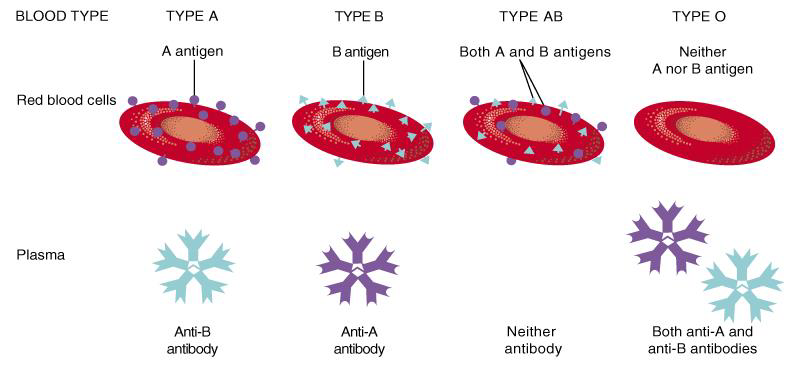 BLOOD TYPE TYPE A TYPE B TYPE AB TYPE O
A antigen B antigen Both A and B antigens Neither
A nor B antigen
Red blood cells
Plasma
Anti-B Anti-A Neither Both anti-A and
antibody antibody antibody anti-B antibodies